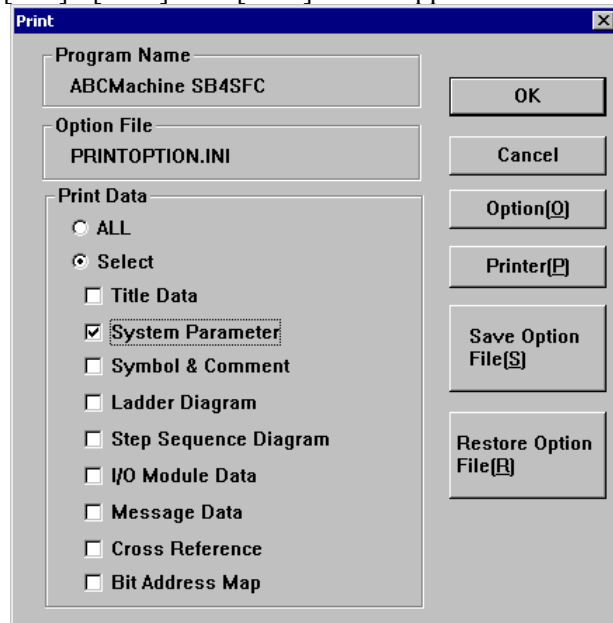 Print
Program Name
ABCMachine SB4SFC
Option File
PRINTOPTION.INI
Print Data
ALL
Select
Title Data
System Parameter
Symbol & Comment
Ladder Diagram
Step Sequence Diagram
I/O Module Data
Message Data
Cross Reference
Bit Address Map
OK
Cancel
Option(O)
Printer(P)
Save Option
File(S)
Restore Option
File(R)